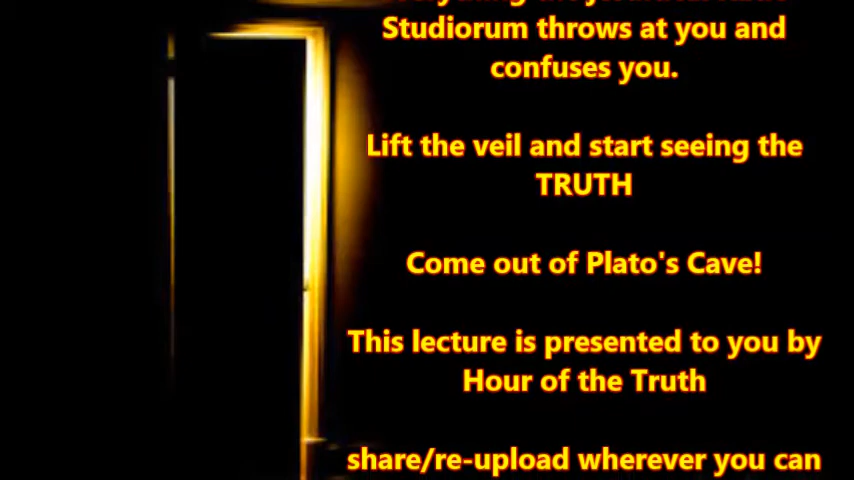 Studiorum throws at you and
confuses you.
Lift the veil and start seeing the
TRUTH
Come out of Plato's Cave!
This lecture is presented to you by
Hour of the Truth
share/re-upload wherever you can